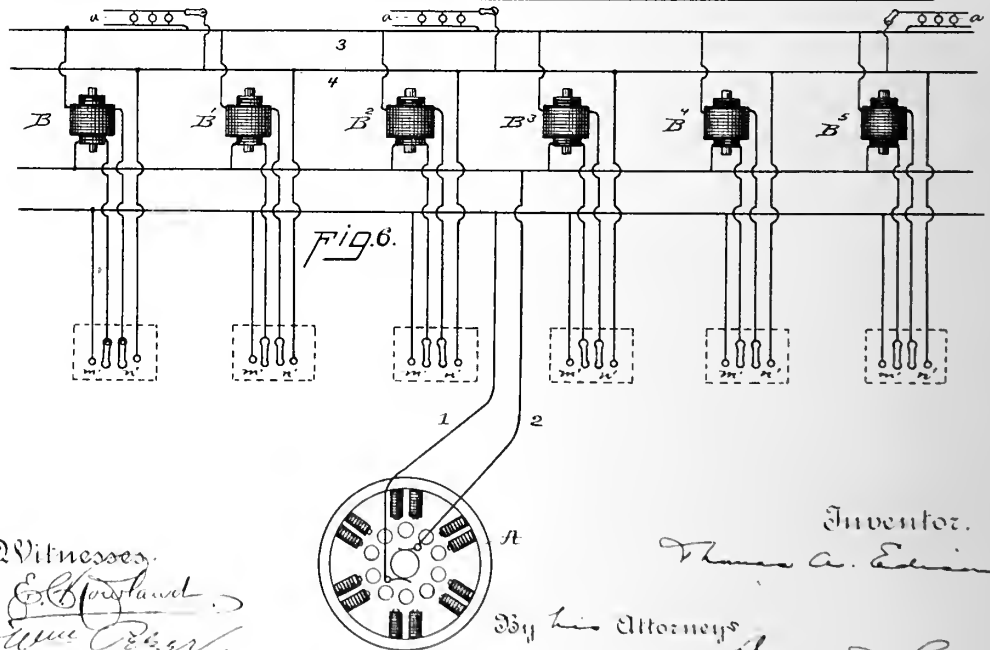 a a a
3
4
B B' B² B³ B⁴ B⁵
Fig. 6.
m' n' m' n' m' n' m' n' m' n' m' n'
1 2
A
Witnesses.
Inventor.
Thomas A. Edison
By his Attorneys